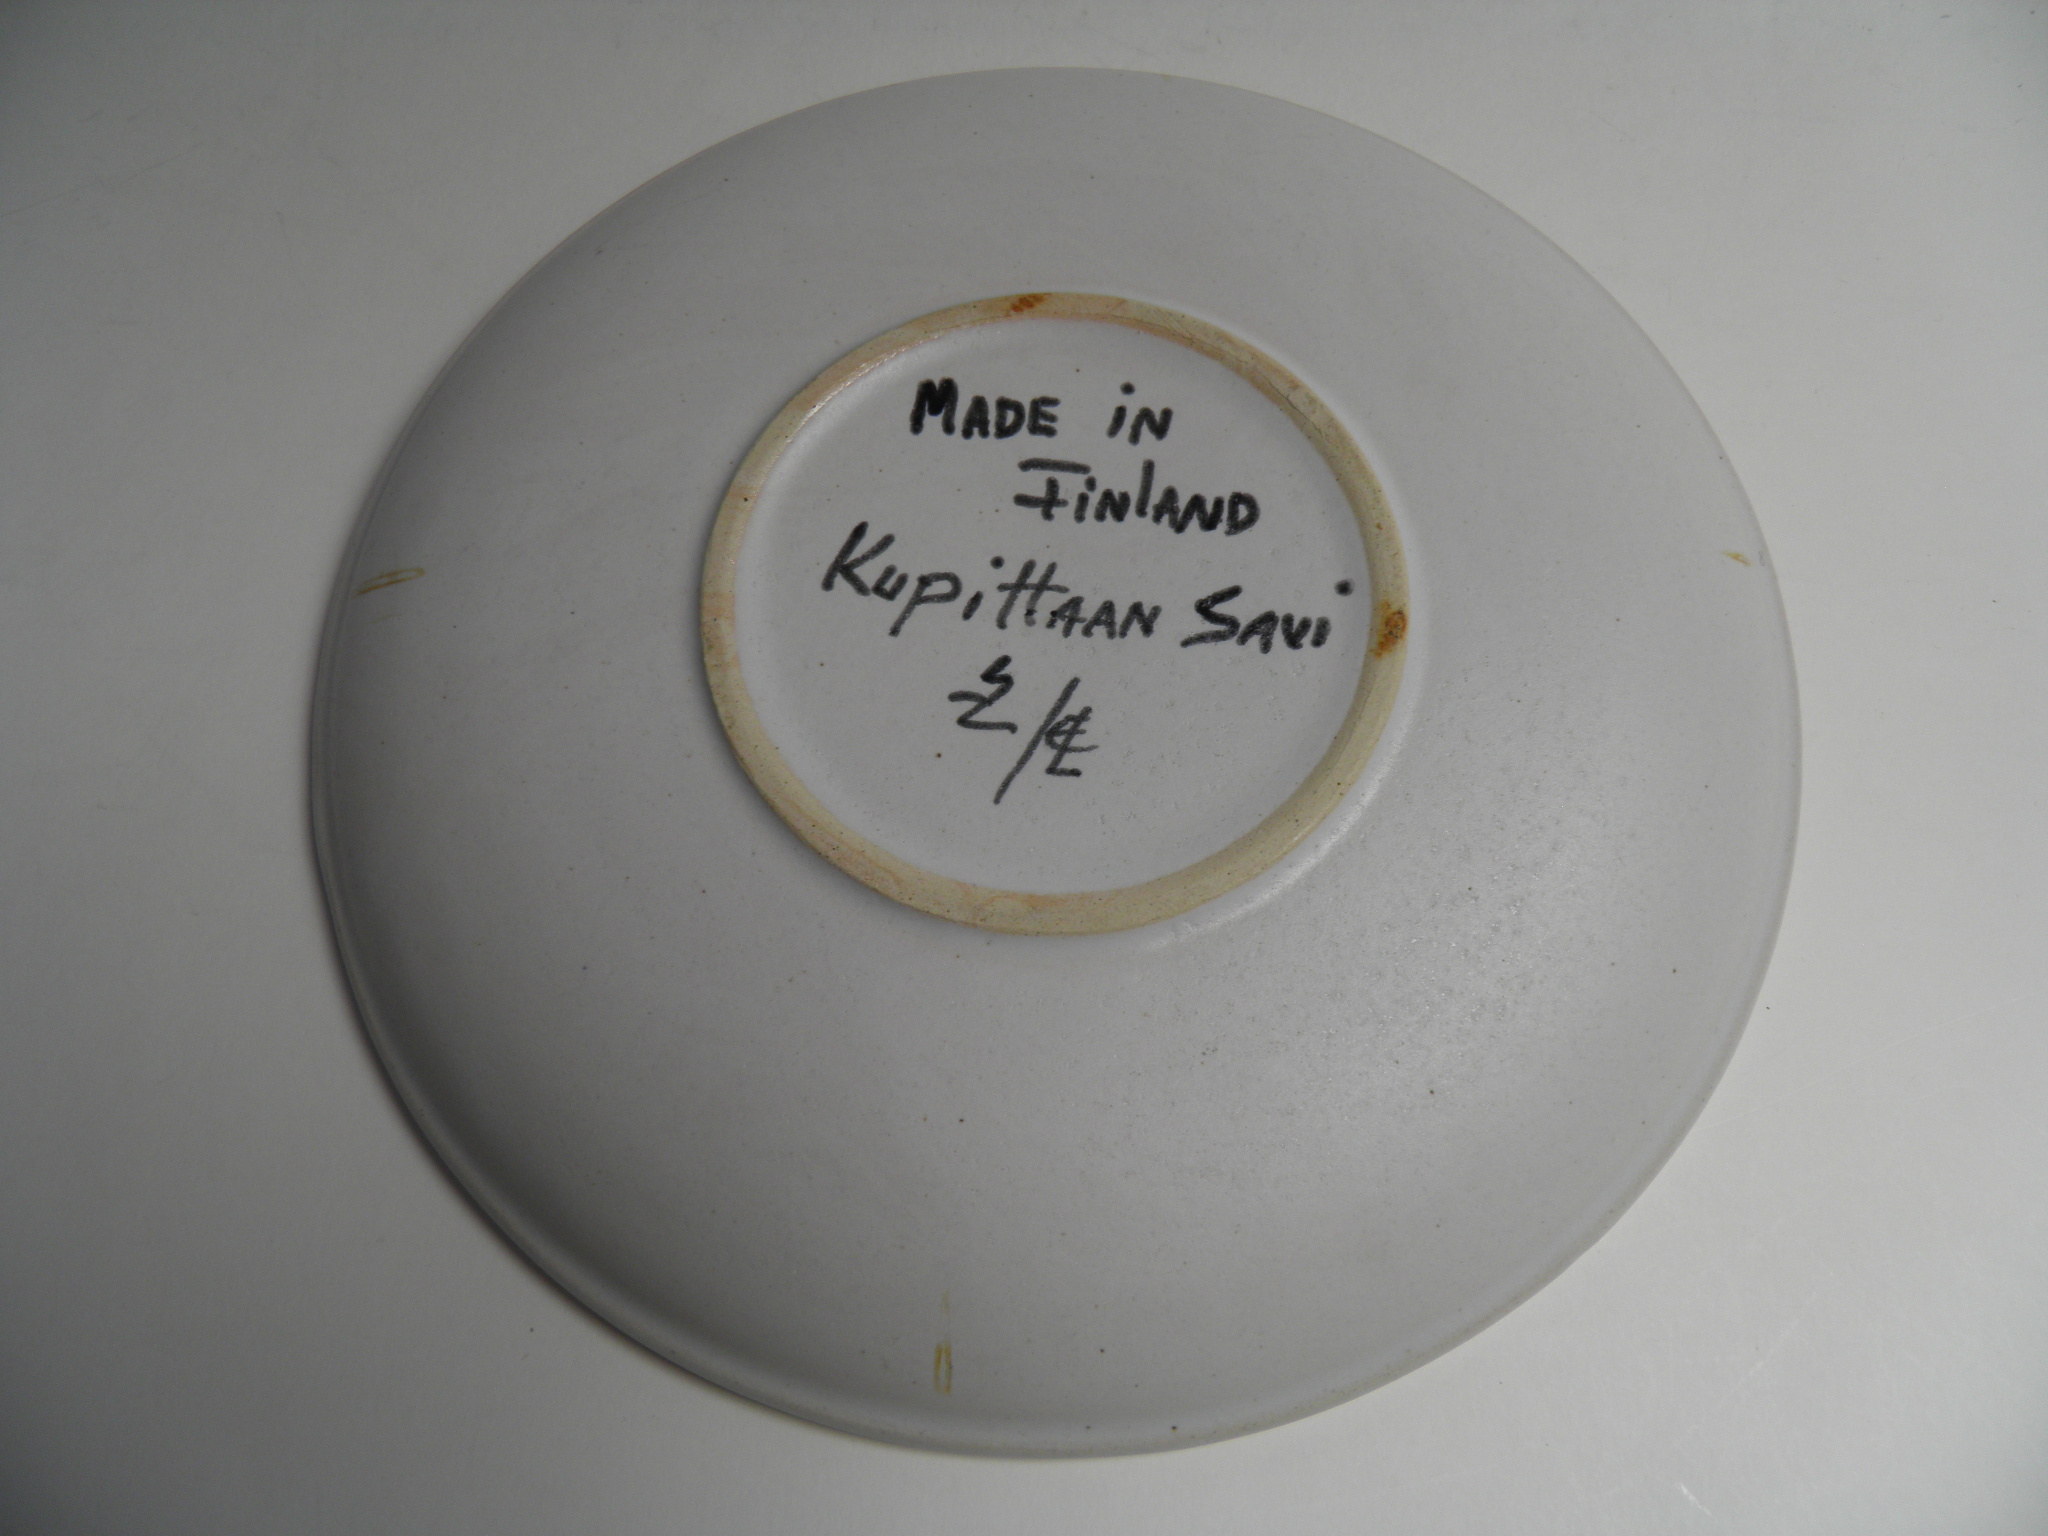 MADE in
FinlAND
KupittAAN SAvi